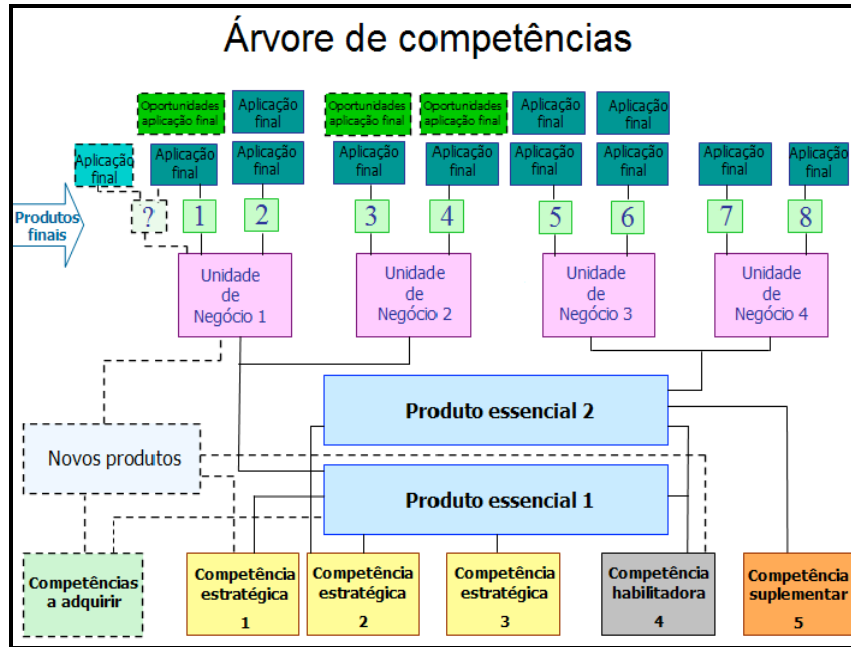 Árvore de competências
Oportunidades
aplicação final
Aplicação
final
Oportunidades
aplicação final
Oportunidades
aplicação final
Aplicação
final
Aplicação
final
Aplicação
final
Aplicação
final
Aplicação
final
Aplicação
final
Aplicação
final
Aplicação
final
Aplicação
final
Aplicação
final
Aplicação
final
Produtos
finais
?
1
2
3
4
5
6
7
8
Unidade
de
Negócio 1
Unidade
de
Negócio 2
Unidade
de
Negócio 3
Unidade
de
Negócio 4
Produto essencial 2
Novos produtos
Produto essencial 1
Competências
a adquirir
Competência
estratégica
1
Competência
estratégica
2
Competência
estratégica
3
Competência
habilitadora
4
Competência
suplementar
5